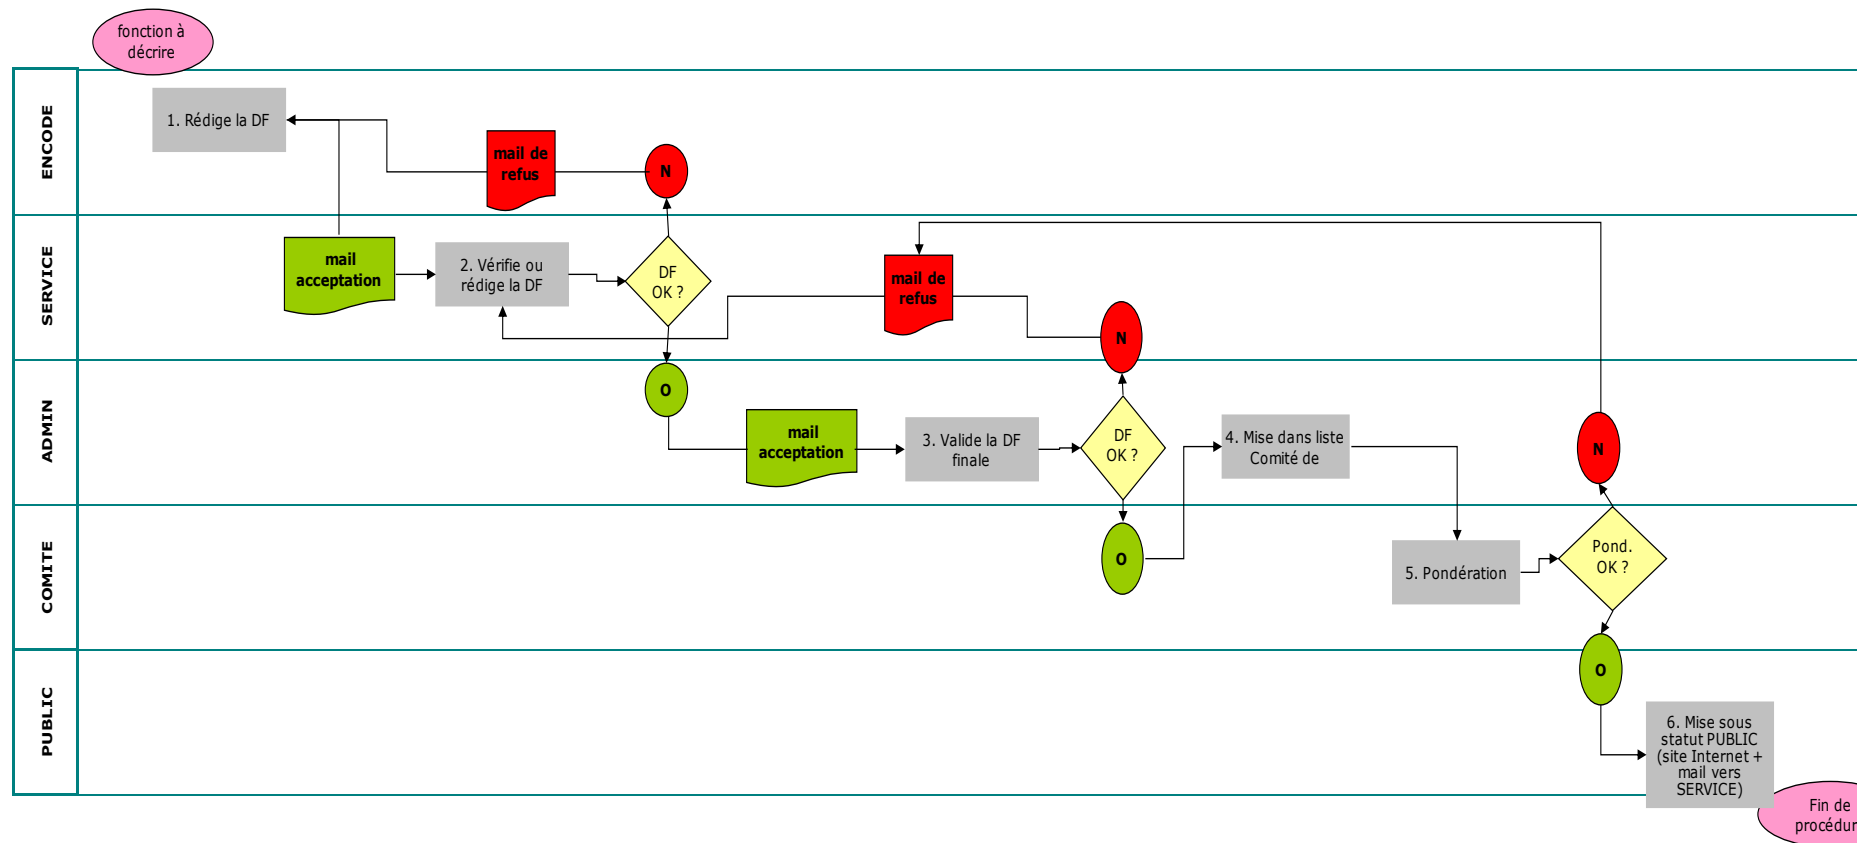 fonction à
décrire
ENCODE
1. Rédige la DF
mail de
refus
N
SERVICE
mail
acceptation
2. Vérifie ou
rédige la DF
DF
OK ?
mail de
refus
N
ADMIN
O
mail
acceptation
3. Valide la DF
finale
DF
OK ?
4. Mise dans liste
Comité de
N
COMITE
O
5. Pondération
Pond.
OK ?
PUBLIC
O
6. Mise sous
statut PUBLIC
(site Internet +
mail vers
SERVICE)
Fin de
procédur